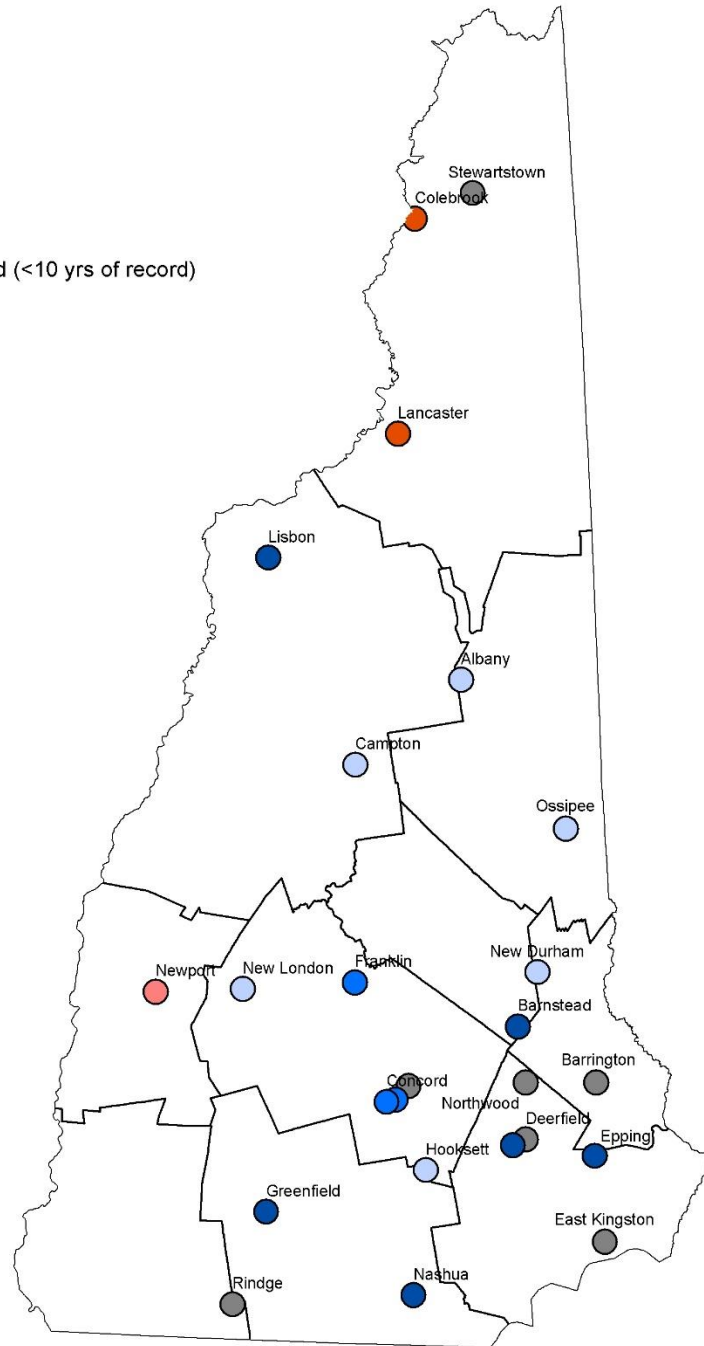 Stewartstown
Colebrook
d (<10 yrs of record)
Lancaster
Lisbon
Albany
Campton
Ossipee
New Durham
Franklin
Newport
New London
Barnstead
Barrington
Concord
Northwood
Deerfield
Epping
Hooksett
Greenfield
East Kingston
Rindge
Nashua